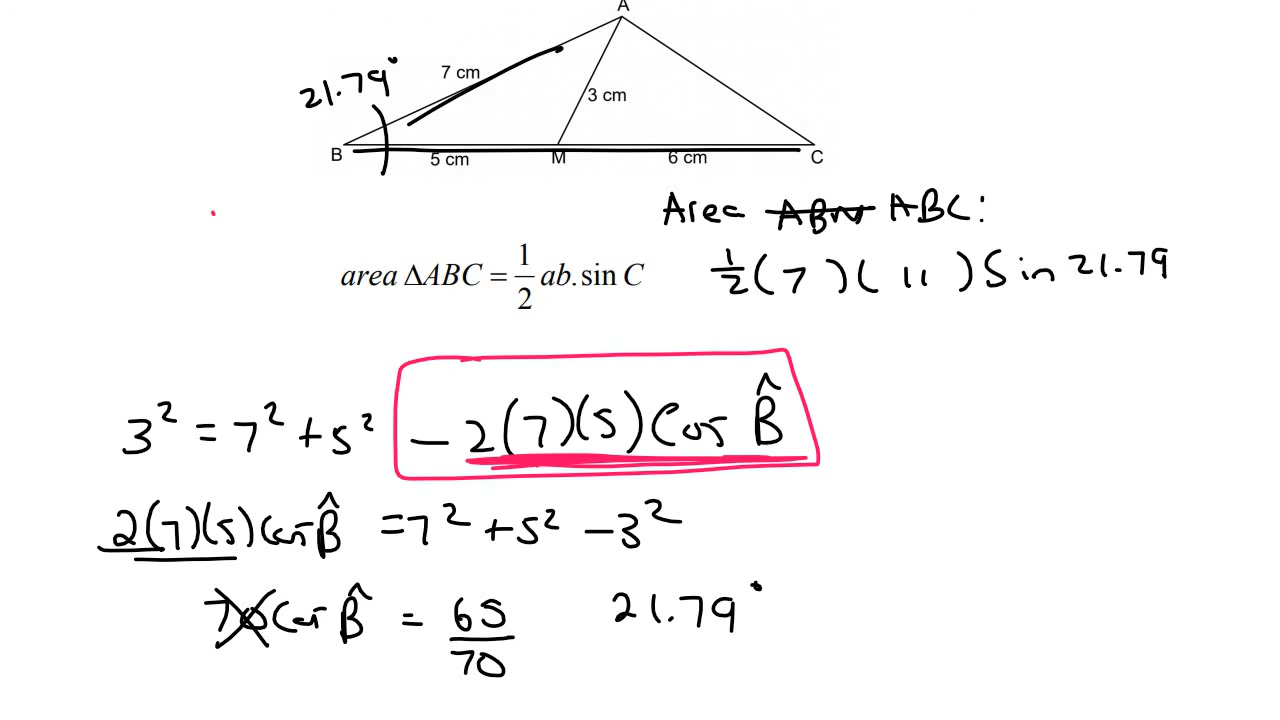 A
7 cm
21.79°
3 cm
B
5 cm
M
6 cm
C
Area ABM ABC:
area ΔABC = 1/2 ab.sin C
1/2 (7)(11) Sin 21.79
3² = 7² + 5² - 2(7)(5) Cos B̂
2(7)(5) cos B̂ = 7² + 5² - 3²
70 Cos B̂ = 65/70
21.79°